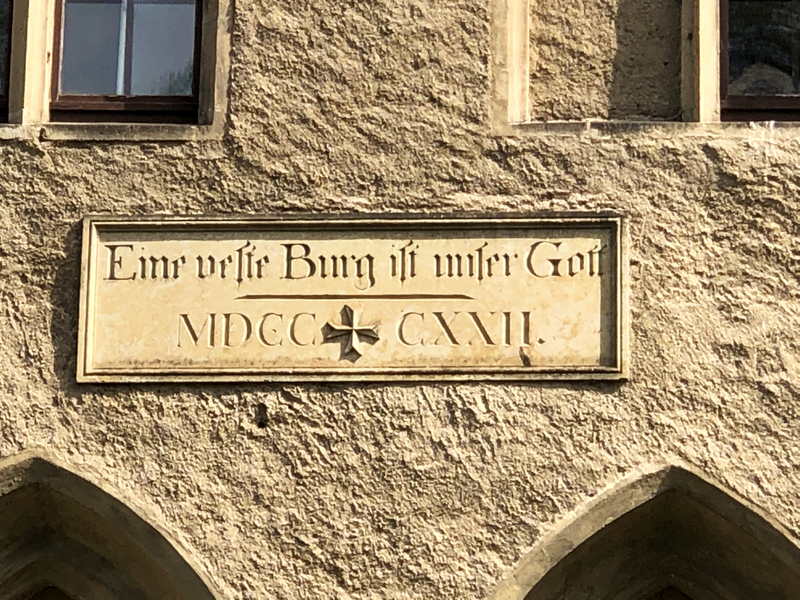 Eine veſte Burg iſt unſer Gott
MDCC✠CXXII.